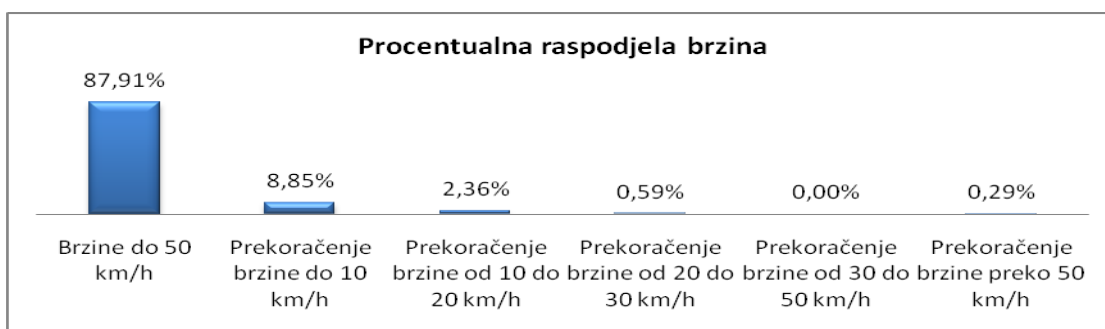 Procentualna raspodjela brzina
87,91%
8,85%
2,36%
0,59%
0,00%
0,29%
Brzine do 50
km/h
Prekoračenje
brzine do 10
km/h
Prekoračenje
brzine od 10 do
20 km/h
Prekoračenje
brzine od 20 do
30 km/h
Prekoračenje
brzine od 30 do
50 km/h
Prekoračenje
brzine preko 50
km/h